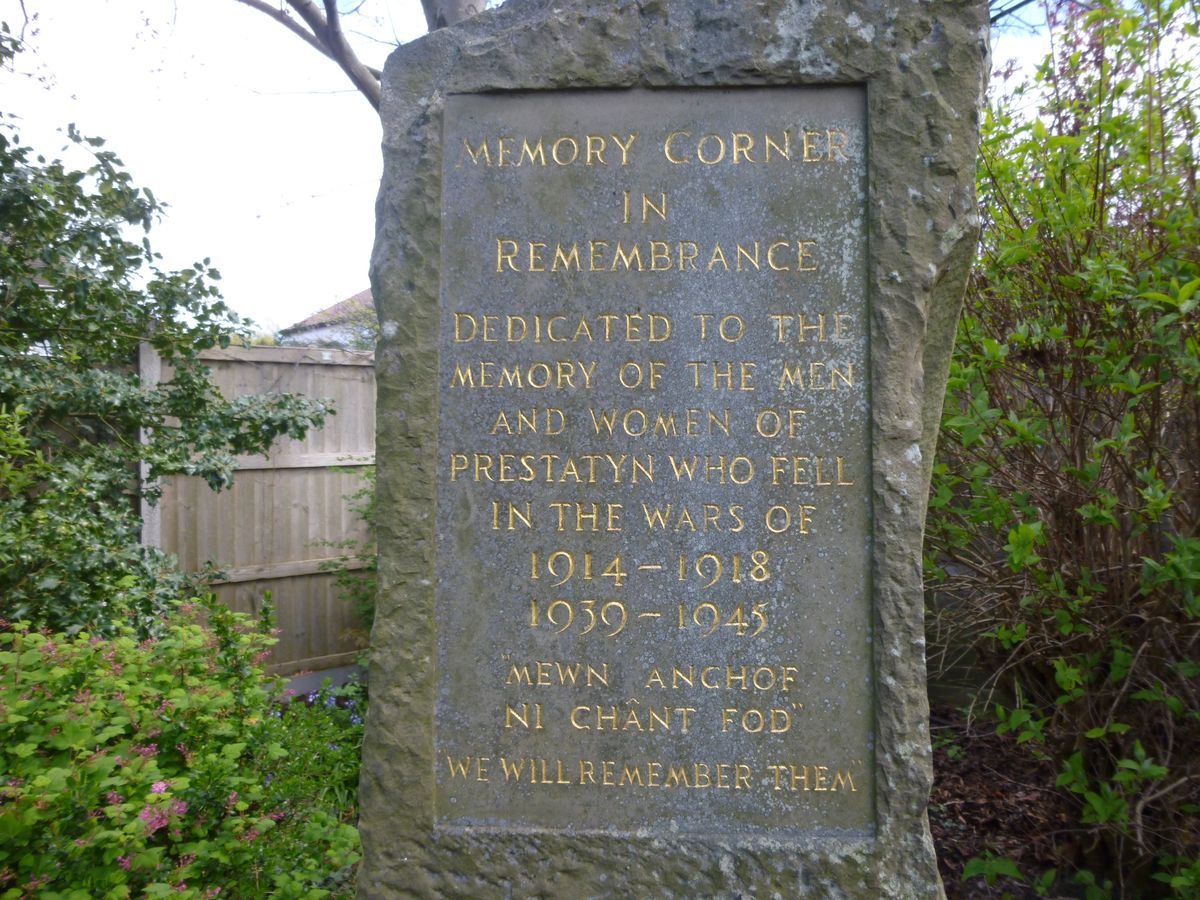 MEMORY CORNER
IN
REMEMBRANCE
DEDICATED TO THE
MEMORY OF THE MEN
AND WOMEN OF
PRESTATYN WHO FELL
IN THE WARS OF
1914 – 1918
1939 – 1945
"MEWN ANCHOF
NI CHÂNT FOD"
WE WILL REMEMBER THEM"